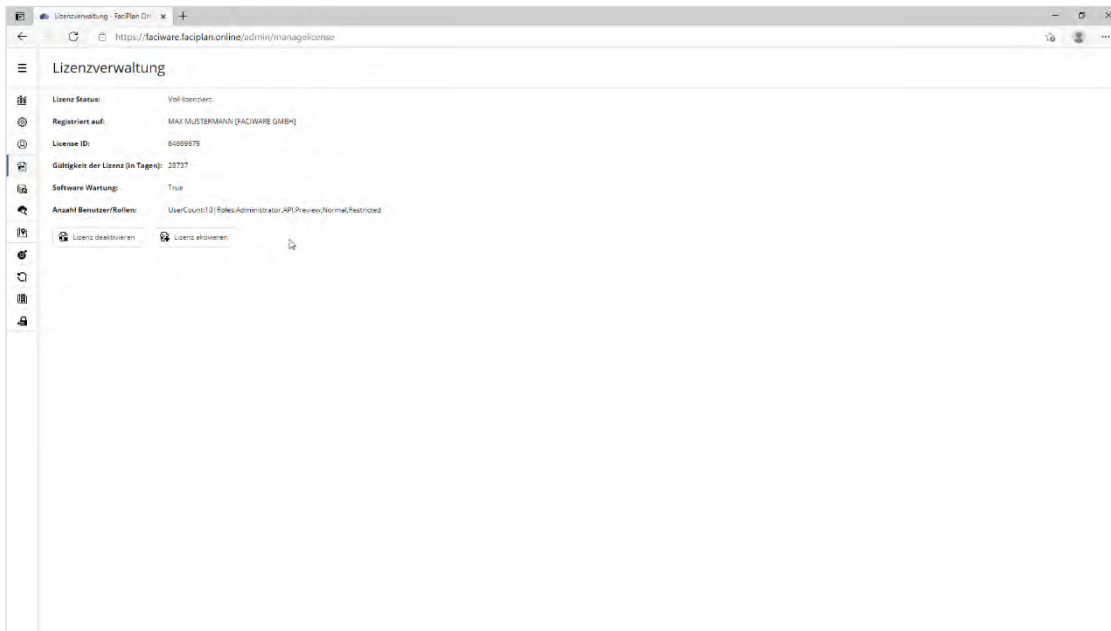 Lizenzverwaltung - FaciPlan Onl
https://faciware.faciplan.online/admin/managelicense
Lizenzverwaltung
Lizenz Status: Voll lizenziert.
Registriert auf: MAX MUSTERMANN [FACIWARE GMBH]
License ID: 64669679
Gültigkeit der Lizenz (in Tagen): 28737
Software Wartung: True
Anzahl Benutzer/Rollen: UserCount:10|Roles:Administrator,API,Preview,Normal,Restricted
Lizenz deaktivieren Lizenz aktivieren